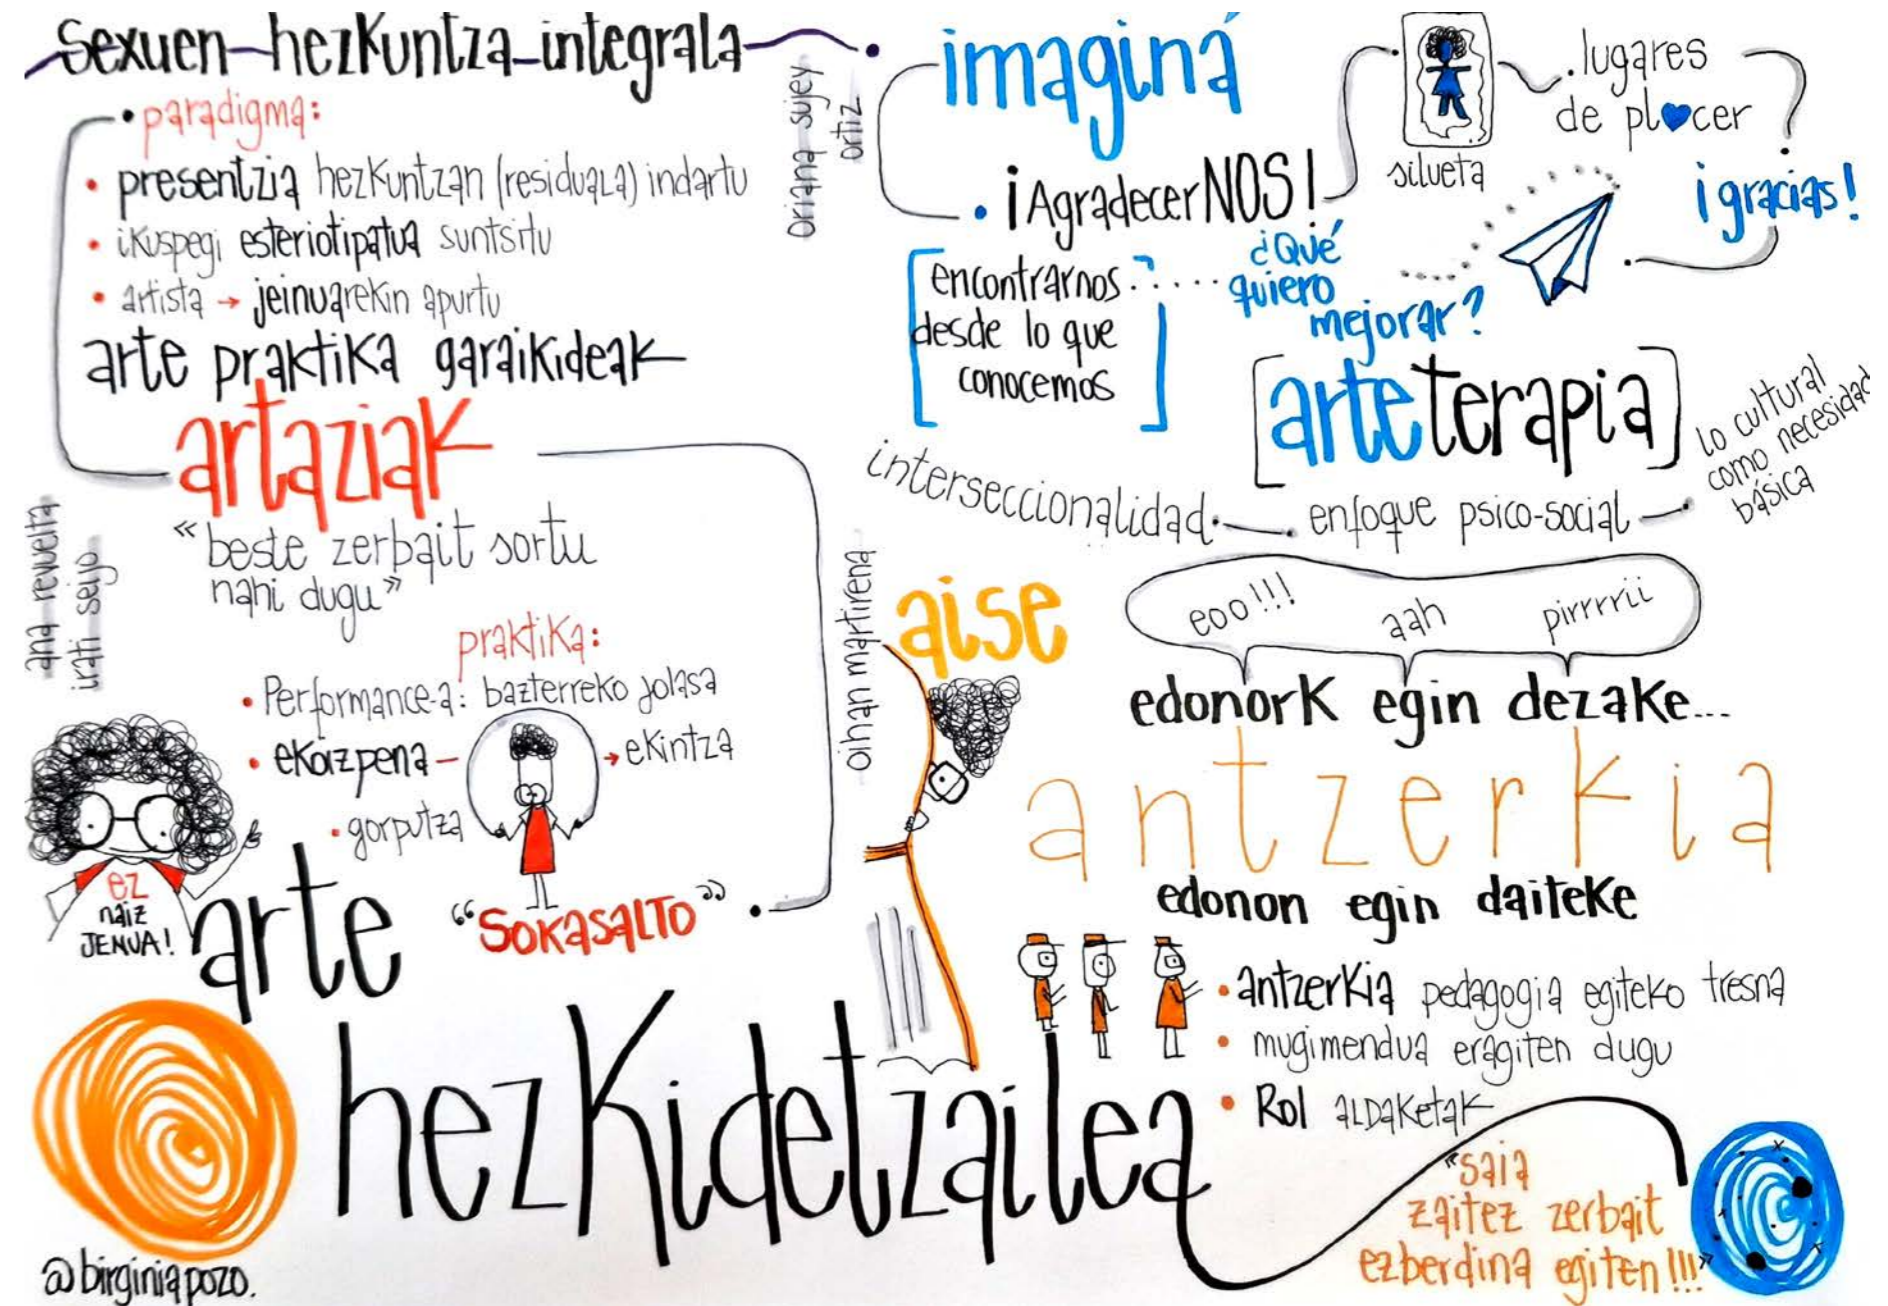 sexuen hezkuntza integrala
paradigma:
presentzia hezkuntzan (residuala) indartu
ikuspegi esteriotipatua suntsitu
artista → jeinuarekin apurtu
arte praktika garaikideak
artaziak
«beste zerbait sortu
nahi dugu»
ana revuelta
irati seijo
praktika:
Performance-a: bazterreko jolasa
ekoizpena
→ ekintza
gorputza
"SOKASALTO"
ez
naiz
JENUA!
oriana sujey
ortiz
imaginá
¡AgradecerNOS!
silueta
.lugares
de placer
¡gracias!
encontrarnos
desde lo que
conocemos
¿Qué
quiero
mejorar?
[arteterapia]
interseccionalidad
enfoque psico-social
lo cultural
como necesidad
básica
oihan martirena
aise
eoo!!!
aah
pirrrrii
edonork egin dezake...
antzerkia
edonon egin daiteke
antzerkia pedagogia egiteko tresna
mugimendua eragiten dugu
Rol aldaketak
"saia
zaitez zerbait
ezberdina egiten!!!"
arte
hezkidetzailea
@birginiapozo.